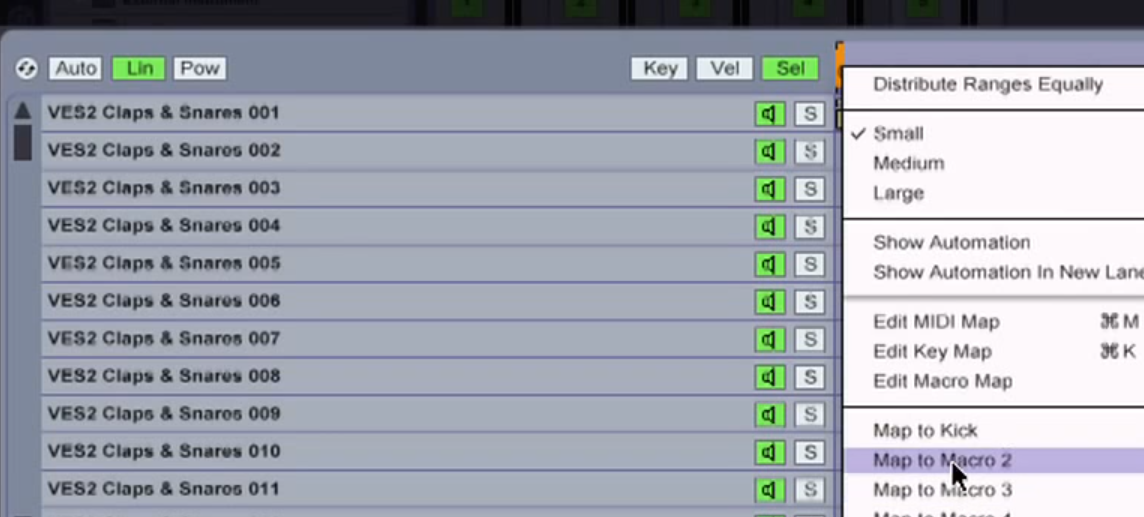 External Instrument
Auto Lin Pow Key Vel Sel
VES2 Claps & Snares 001 S
VES2 Claps & Snares 002 S
VES2 Claps & Snares 003 S
VES2 Claps & Snares 004 S
VES2 Claps & Snares 005 S
VES2 Claps & Snares 006 S
VES2 Claps & Snares 007 S
VES2 Claps & Snares 008 S
VES2 Claps & Snares 009 S
VES2 Claps & Snares 010 S
VES2 Claps & Snares 011 S
Distribute Ranges Equally
✓ Small
Medium
Large
Show Automation
Show Automation In New Lane
Edit MIDI Map ⌘M
Edit Key Map ⌘K
Edit Macro Map
Map to Kick
Map to Macro 2
Map to Macro 3